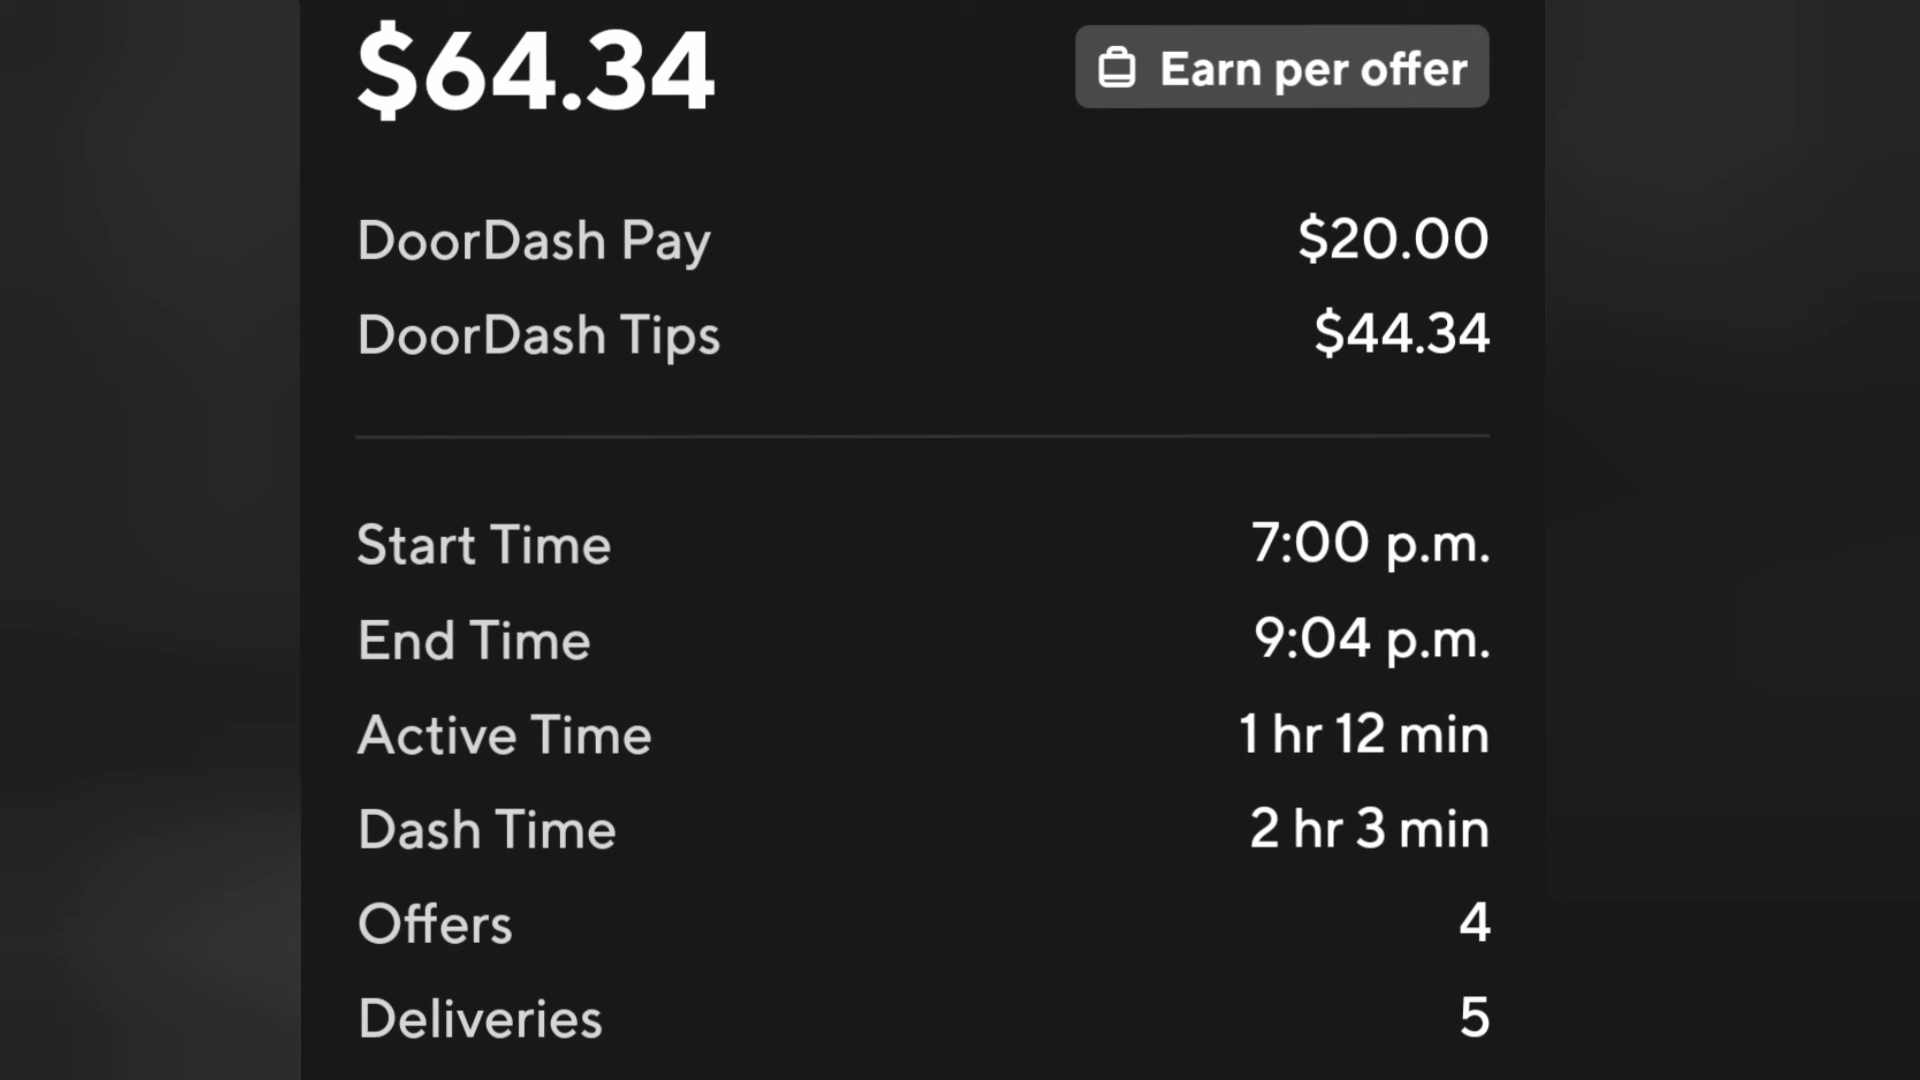 $64.34 Earn per offer
DoorDash Pay $20.00
DoorDash Tips $44.34
Start Time 7:00 p.m.
End Time 9:04 p.m.
Active Time 1 hr 12 min
Dash Time 2 hr 3 min
Offers 4
Deliveries 5